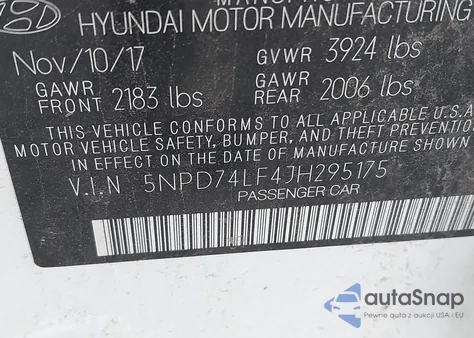 HYUNDAI MOTOR MANUFACTURING
Nov/10/17 GVWR 3924 lbs
GAWR FRONT 2183 lbs GAWR REAR 2006 lbs
THIS VEHICLE CONFORMS TO ALL APPLICABLE U.S.A
MOTOR VEHICLE SAFETY, BUMPER, AND THEFT PREVENTION
IN EFFECT ON THE DATE OF MANUFACTURE SHOWN
V.I.N 5NPD74LF4JH295175
PASSENGER CAR
autaSnap
Pewne auta z aukcji USA i EU